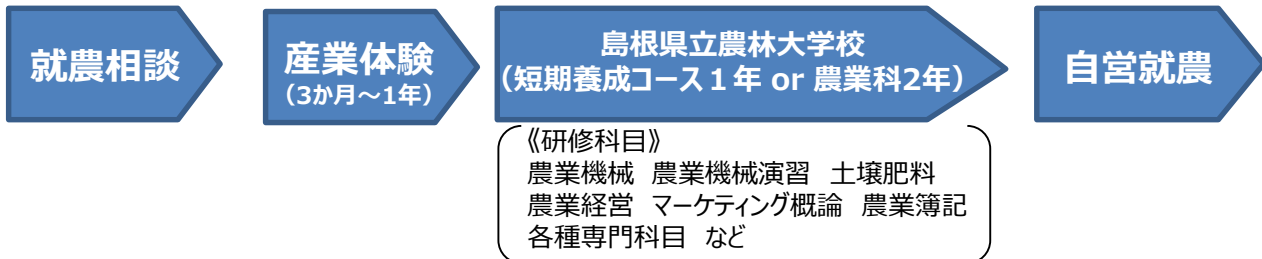 就農相談
産業体験
（3か月～1年）
島根県立農林大学校
（短期養成コース１年 or 農業科2年）
自営就農
《研修科目》
農業機械　農業機械演習　土壌肥料
農業経営　マーケティング概論　農業簿記
各種専門科目　など